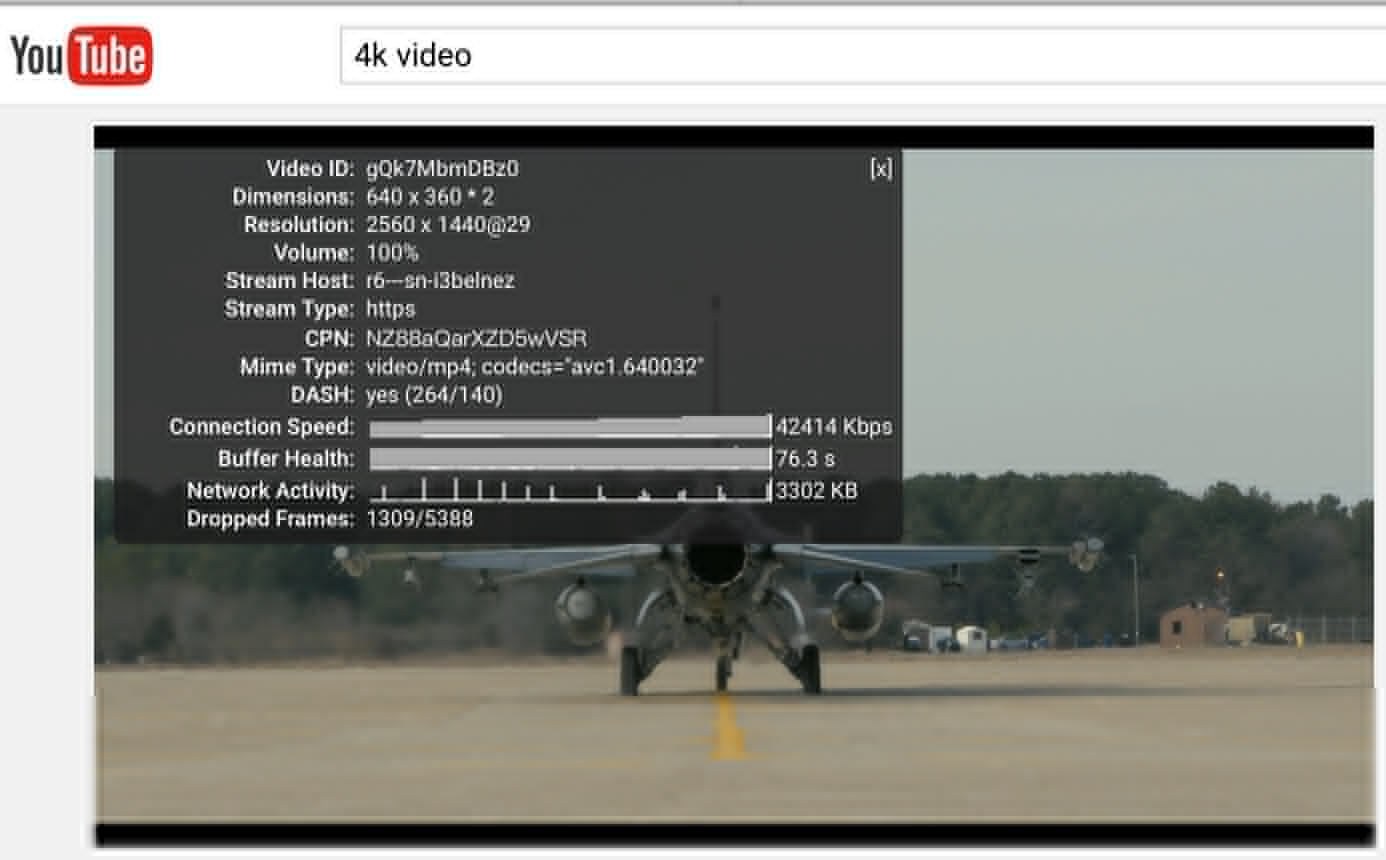 YouTube
4k video
Video ID: gQk7MbmDBz0 [x]
Dimensions: 640 x 360 * 2
Resolution: 2560 x 1440@29
Volume: 100%
Stream Host: r6---sn-i3belnez
Stream Type: https
CPN: NZ88aQarXZD5wVSR
Mime Type: video/mp4; codecs="avc1.640032"
DASH: yes (264/140)
Connection Speed: 42414 Kbps
Buffer Health: 76.3 s
Network Activity: 3302 KB
Dropped Frames: 1309/5388